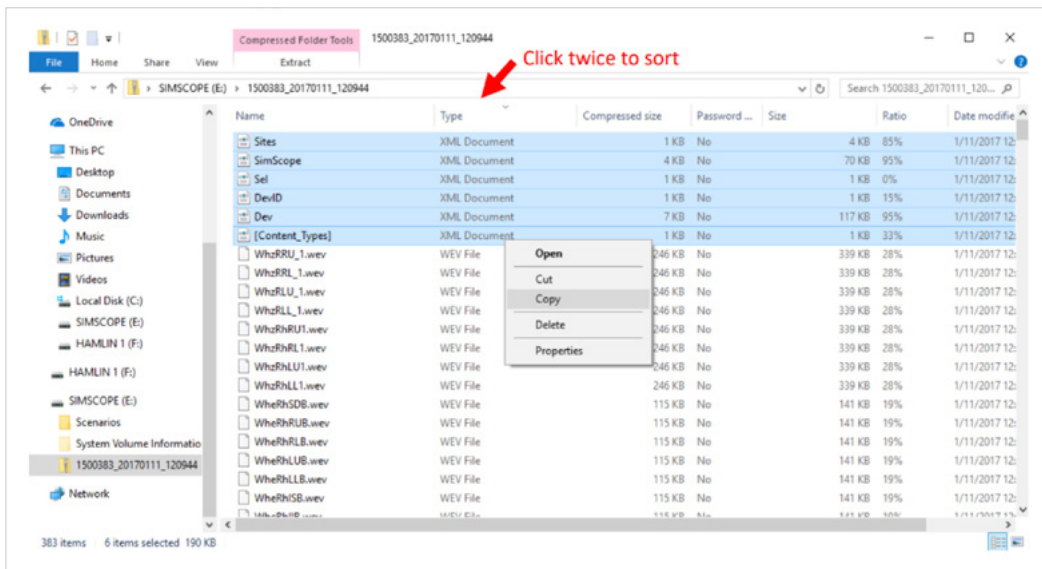 Compressed Folder Tools 1500383_20170111_120944
Click twice to sort
File Home Share View Extract
SIMSCOPE (E:) › 1500383_20170111_120944 Search 1500383_20170111_120...
Name Type Compressed size Password ... Size Ratio Date modifie
OneDrive
This PC
Desktop
Documents
Downloads
Music
Pictures
Videos
Local Disk (C:)
SIMSCOPE (E:)
HAMLIN 1 (F:)
HAMLIN 1 (F:)
SIMSCOPE (E:)
Scenarios
System Volume Informatio
1500383_20170111_120944
Network
Sites XML Document 1 KB No 4 KB 85% 1/11/2017 12:
SimScope XML Document 4 KB No 70 KB 95% 1/11/2017 12:
Sel XML Document 1 KB No 1 KB 0% 1/11/2017 12:
DevID XML Document 1 KB No 1 KB 15% 1/11/2017 12:
Dev XML Document 7 KB No 117 KB 95% 1/11/2017 12:
[Content_Types] XML Document 1 KB No 1 KB 33% 1/11/2017 12:
WhzRRU_1.wev WEV File 246 KB No 339 KB 28% 1/11/2017 12:
WhzRRL_1.wev WEV File 246 KB No 339 KB 28% 1/11/2017 12:
WhzRLU_1.wev WEV File 246 KB No 339 KB 28% 1/11/2017 12:
WhzRLL_1.wev WEV File 246 KB No 339 KB 28% 1/11/2017 12:
WhzRhRU1.wev WEV File 246 KB No 339 KB 28% 1/11/2017 12:
WhzRhRL1.wev WEV File 246 KB No 339 KB 28% 1/11/2017 12:
WhzRhLU1.wev WEV File 246 KB No 339 KB 28% 1/11/2017 12:
WhzRhLL1.wev WEV File 246 KB No 339 KB 28% 1/11/2017 12:
WheRhSDB.wev WEV File 115 KB No 141 KB 19% 1/11/2017 12:
WheRhRUB.wev WEV File 115 KB No 141 KB 19% 1/11/2017 12:
WheRhRLB.wev WEV File 115 KB No 141 KB 19% 1/11/2017 12:
WheRhLUB.wev WEV File 115 KB No 141 KB 19% 1/11/2017 12:
WheRhLLB.wev WEV File 115 KB No 141 KB 19% 1/11/2017 12:
WheRhISB.wev WEV File 115 KB No 141 KB 19% 1/11/2017 12:
Open
Cut
Copy
Delete
Properties
383 items 6 items selected 190 KB